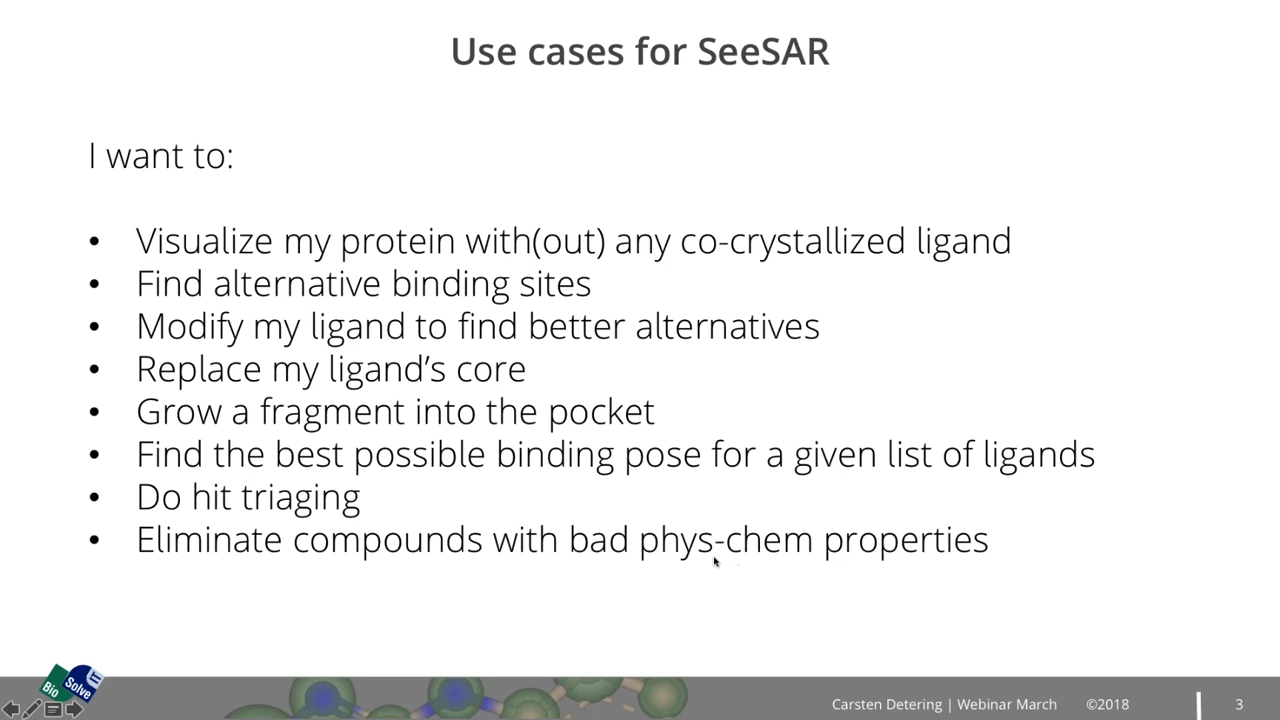 Use cases for SeeSAR
I want to:
• Visualize my protein with(out) any co-crystallized ligand
• Find alternative binding sites
• Modify my ligand to find better alternatives
• Replace my ligand’s core
• Grow a fragment into the pocket
• Find the best possible binding pose for a given list of ligands
• Do hit triaging
• Eliminate compounds with bad phys-chem properties
Bio Solve IT
Carsten Detering | Webinar March ©2018 3